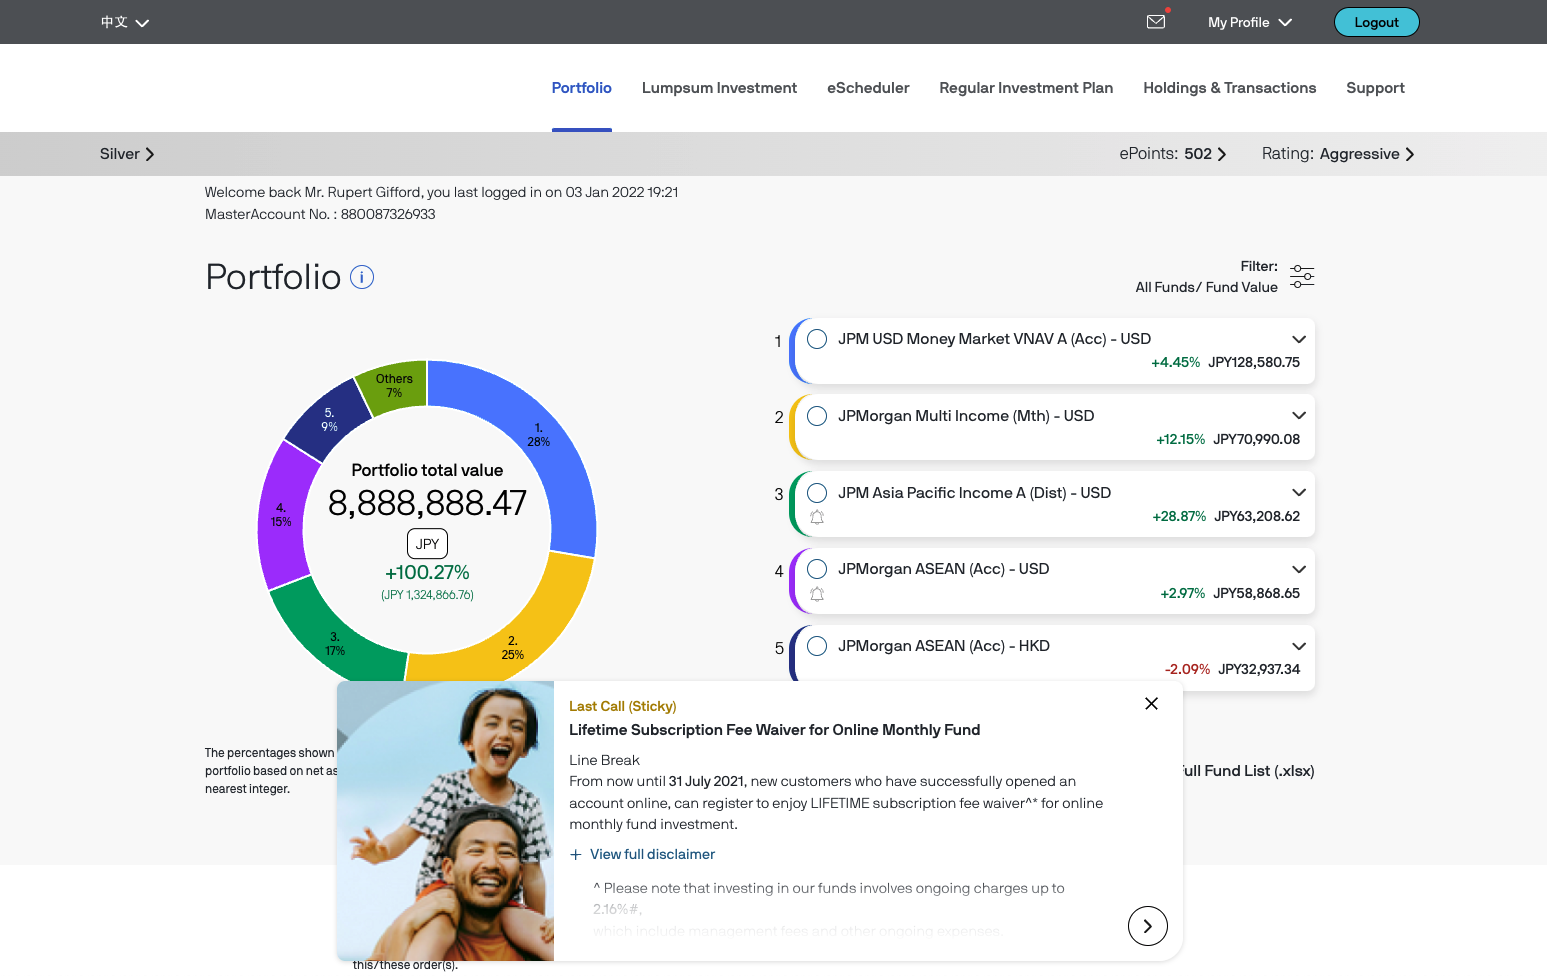 中文
My Profile
Logout
Portfolio
Lumpsum Investment
eScheduler
Regular Investment Plan
Holdings & Transactions
Support
Silver
ePoints: 502
Rating: Aggressive
Welcome back Mr. Rupert Gifford, you last logged in on 03 Jan 2022 19:21
MasterAccount No. : 880087326933
Portfolio
Filter:
All Funds/ Fund Value
Others
7%
1.
28%
2.
25%
3.
17%
4.
15%
5.
9%
Portfolio total value
8,888,888.47
JPY
+100.27%
(JPY 1,324,866.76)
1
JPM USD Money Market VNAV A (Acc) - USD
+4.45% JPY128,580.75
2
JPMorgan Multi Income (Mth) - USD
+12.15% JPY70,990.08
3
JPM Asia Pacific Income A (Dist) - USD
+28.87% JPY63,208.62
4
JPMorgan ASEAN (Acc) - USD
+2.97% JPY58,868.65
5
JPMorgan ASEAN (Acc) - HKD
-2.09% JPY32,937.34
The percentages shown
portfolio based on net as
nearest integer.
Full Fund List (.xlsx)
Last Call (Sticky)
Lifetime Subscription Fee Waiver for Online Monthly Fund
Line Break
From now until 31 July 2021, new customers who have successfully opened an
account online, can register to enjoy LIFETIME subscription fee waiver^* for online
monthly fund investment.
View full disclaimer
^ Please note that investing in our funds involves ongoing charges up to
2.16%#,
which include management fees and other ongoing expenses.
this/these order(s).